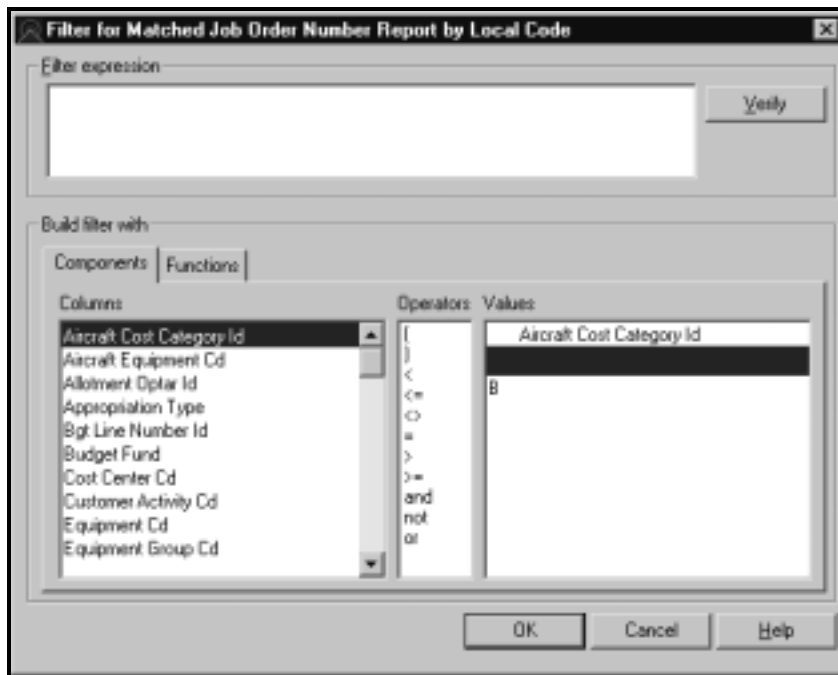 Filter for Matched Job Order Number Report by Local Code
Filter expression
Verify
Build filter with
Components
Functions
Columns
Aircraft Cost Category Id
Aircraft Equipment Cd
Allotment Optar Id
Appropriation Type
Bgt Line Number Id
Budget Fund
Cost Center Cd
Customer Activity Cd
Equipment Cd
Equipment Group Cd
Operators
(
)
<
<=
<>
=
>
>=
and
not
or
Values
Aircraft Cost Category Id
B
OK
Cancel
Help